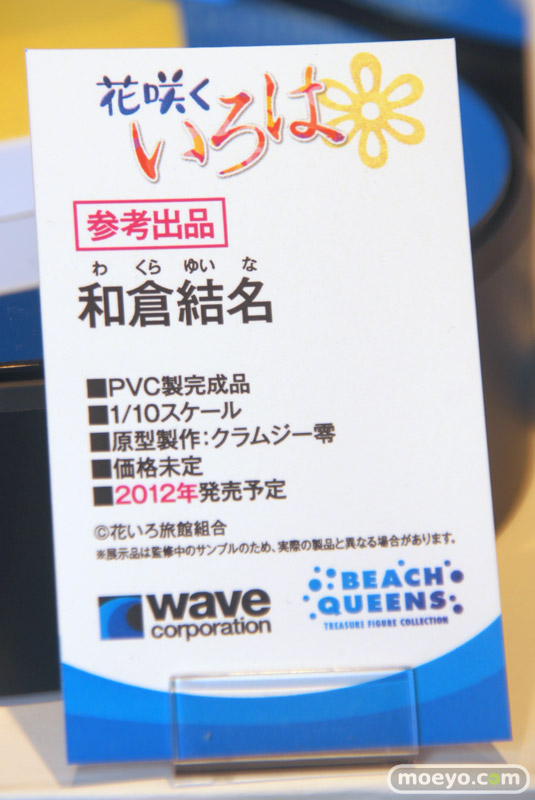 花咲く
いろは
参考出品
わ くら ゆい な
和倉結名
■PVC製完成品
■1/10スケール
■原型製作:クラムジー零
■価格未定
■2012年発売予定
©花いろ旅館組合
※展示品は監修中のサンプルのため、実際の製品と異なる場合があります。
wave
corporation
BEACH
QUEENS
TREASURE FIGURE COLLECTION
moeyo.com